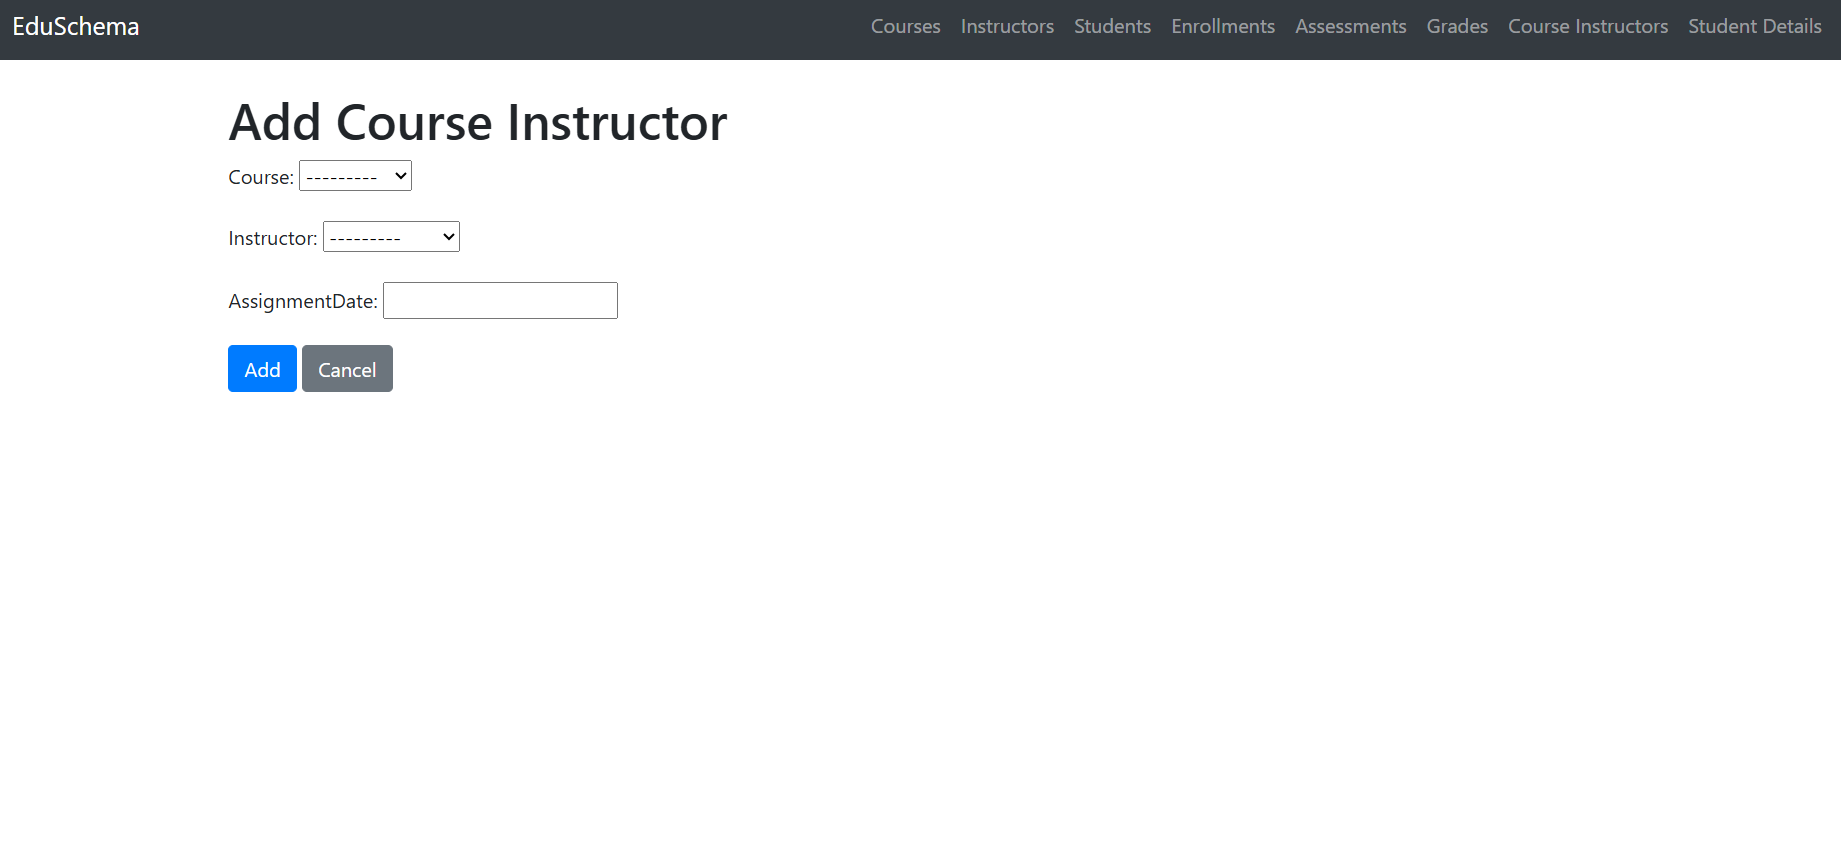 EduSchema Courses Instructors Students Enrollments Assessments Grades Course Instructors Student Details
Add Course Instructor
Course: ---------
Instructor: ---------
AssignmentDate:
Add Cancel